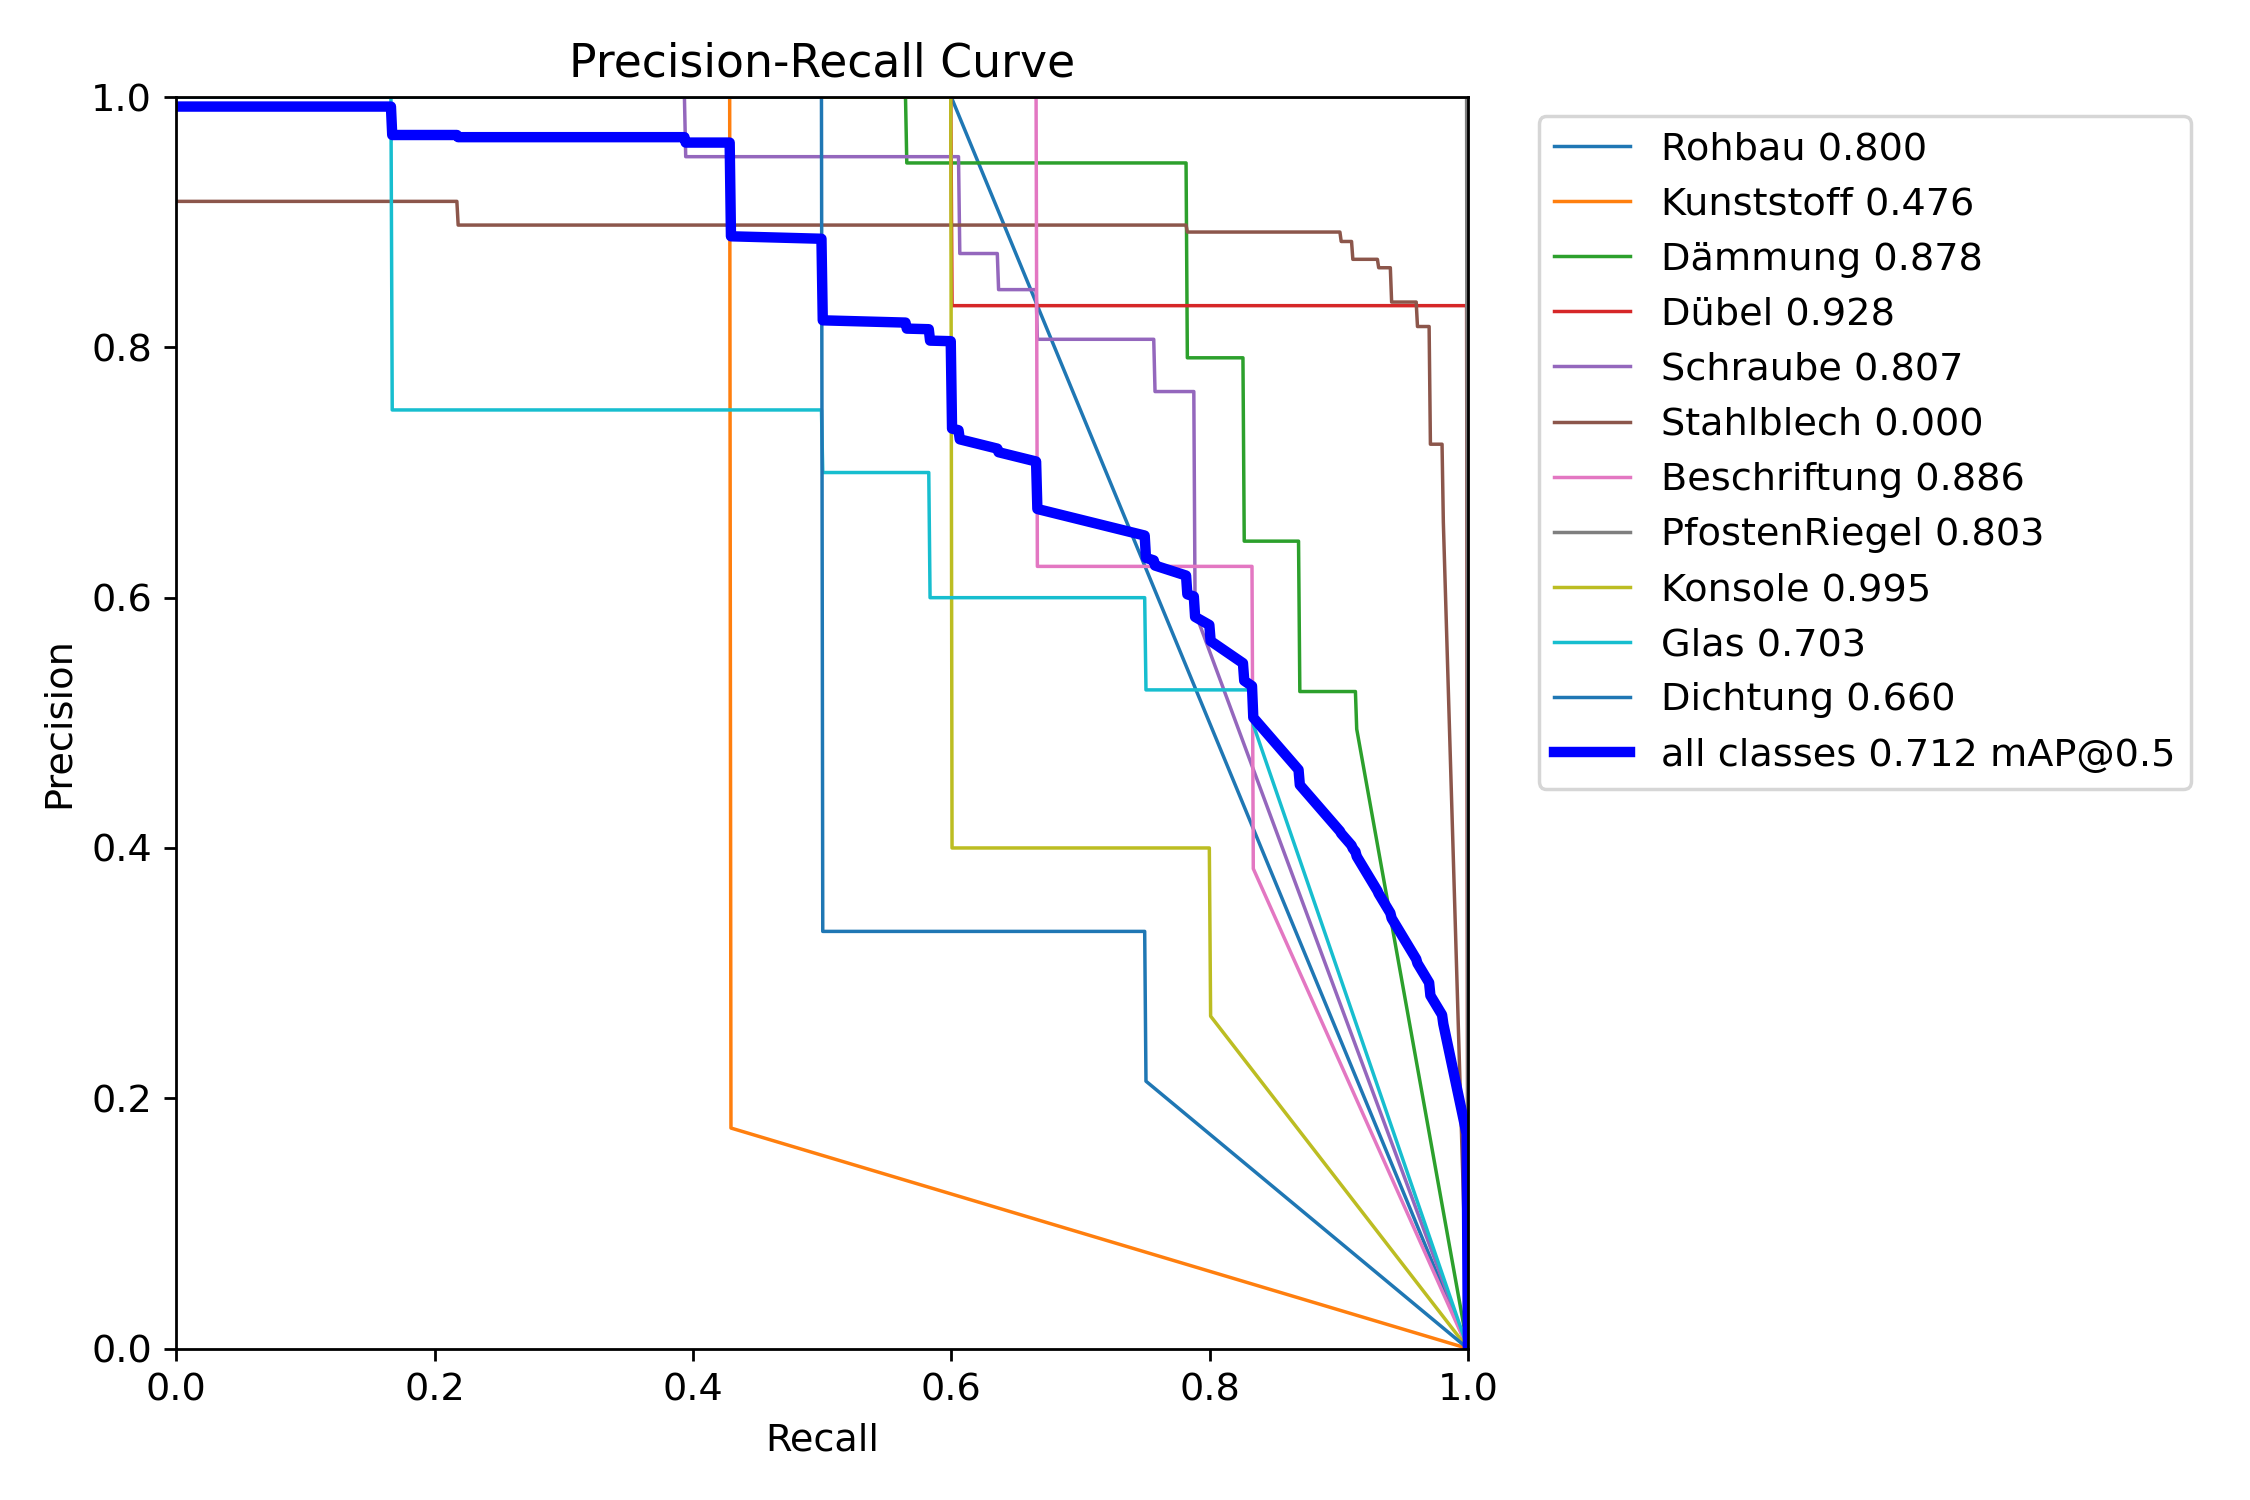 Precision-Recall Curve
1.0
0.8
0.6
0.4
0.2
0.0
Precision
0.0 0.2 0.4 0.6 0.8 1.0
Recall
Rohbau 0.800
Kunststoff 0.476
Dämmung 0.878
Dübel 0.928
Schraube 0.807
Stahlblech 0.000
Beschriftung 0.886
PfostenRiegel 0.803
Konsole 0.995
Glas 0.703
Dichtung 0.660
all classes 0.712 mAP@0.5